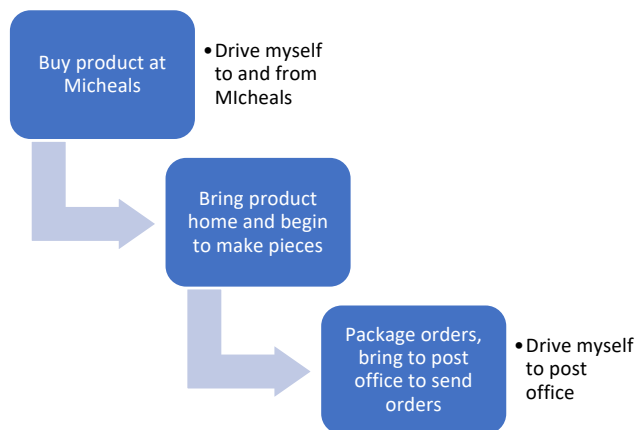 Buy product at
Micheals
•Drive myself
to and from
MIcheals
Bring product
home and begin
to make pieces
Package orders,
bring to post
office to send
orders
•Drive myself
to post
office